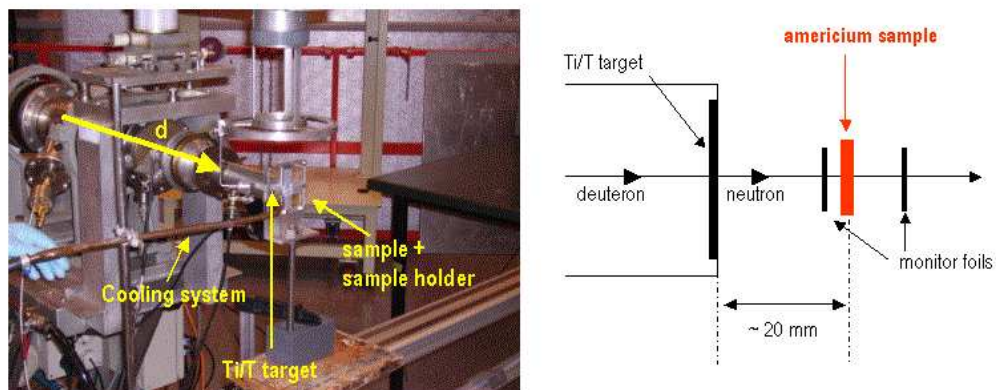 d
Cooling system
sample +
sample holder
Ti/T target
americium sample
Ti/T target
deuteron
neutron
monitor foils
~ 20 mm